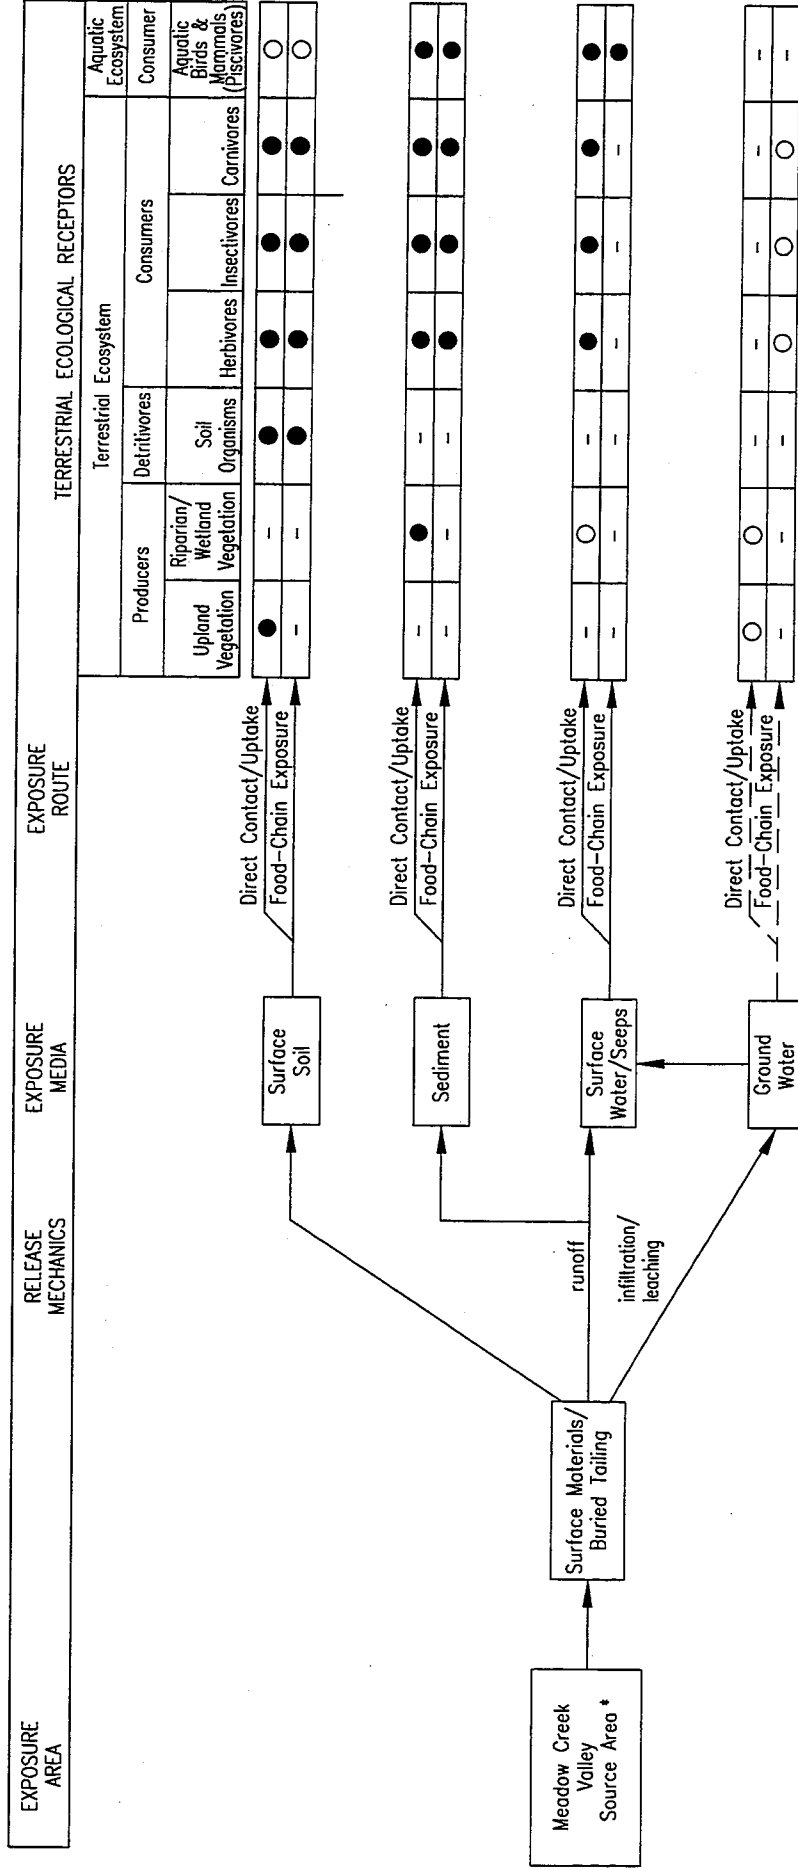 EXPOSURE
AREA
RELEASE
MECHANICS
EXPOSURE
MEDIA
EXPOSURE
ROUTE
TERRESTRIAL ECOLOGICAL RECEPTORS
Terrestrial Ecosystem
Aquatic
Ecosystem
Producers
Detritivores
Consumers
Consumer
Upland
Vegetation
Riparian/
Wetland
Vegetation
Soil
Organisms
Herbivores
Insectivores
Carnivores
Aquatic
Birds &
Mammals
(Piscivores)
Meadow Creek
Valley
Source Area *
Surface Materials/
Buried Tailing
runoff
infiltration/
leaching
Surface
Soil
Direct Contact/Uptake
Food-Chain Exposure
● – ● ● ● ● ○
– – ● ● ● ● ○
Sediment
Direct Contact/Uptake
Food-Chain Exposure
– ● – ● ● ● ●
– – – ● ● ● ●
Surface
Water/Seeps
Direct Contact/Uptake
Food-Chain Exposure
– ○ – ● ● ● ●
– – – – – – ●
Ground
Water
Direct Contact/Uptake
Food-Chain Exposure
○ ○ – – – – –
– – – ○ ○ ○ –